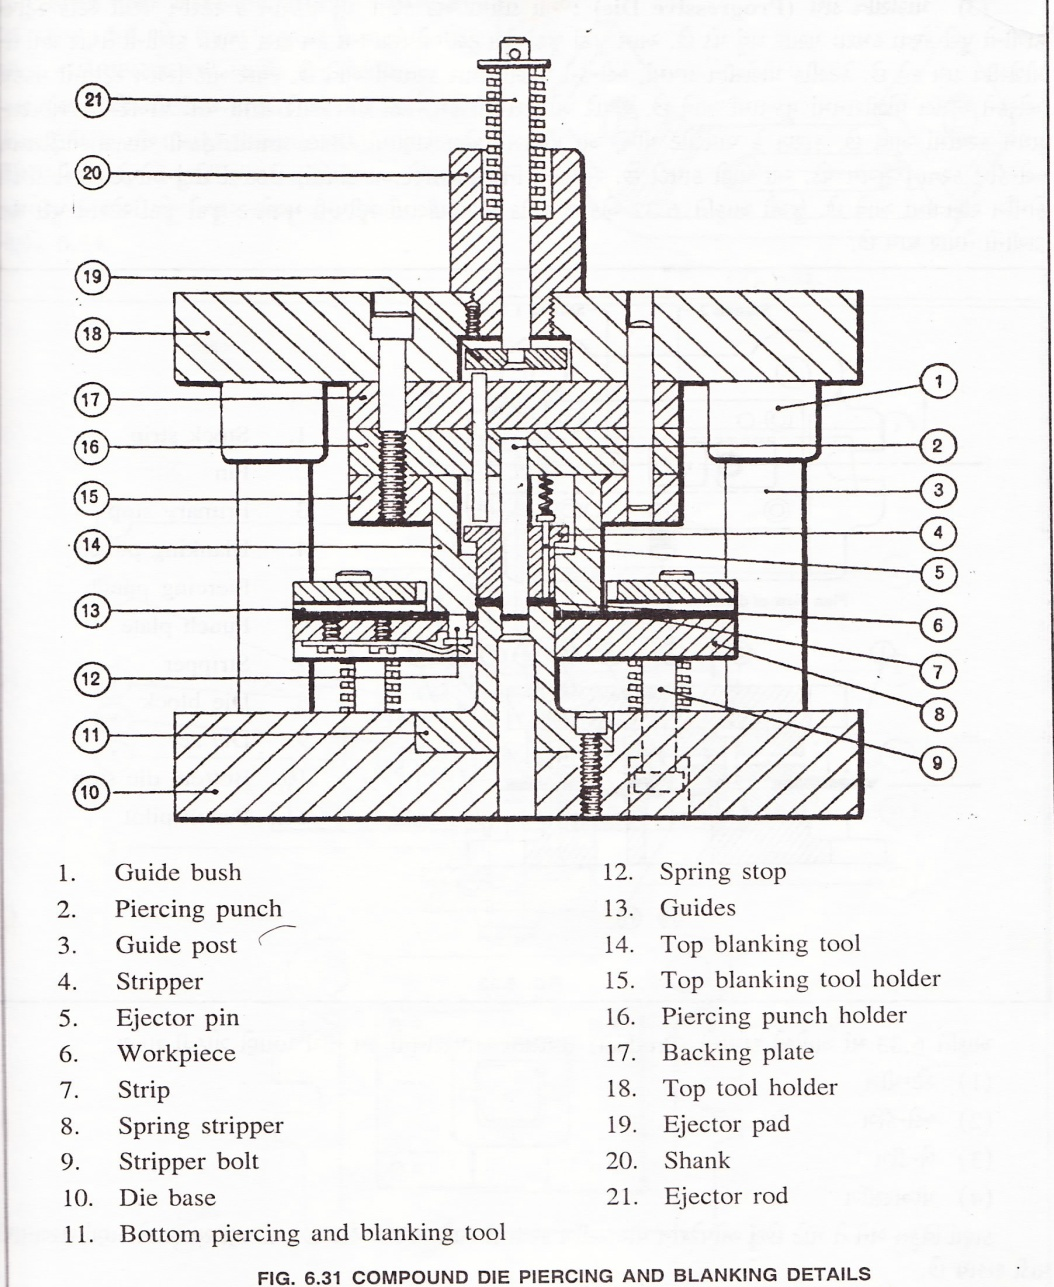 21
20
19
18
17
16
15
14
13
12
11
10
1
2
3
4
5
6
7
8
9
1. Guide bush
2. Piercing punch
3. Guide post
4. Stripper
5. Ejector pin
6. Workpiece
7. Strip
8. Spring stripper
9. Stripper bolt
10. Die base
11. Bottom piercing and blanking tool
12. Spring stop
13. Guides
14. Top blanking tool
15. Top blanking tool holder
16. Piercing punch holder
17. Backing plate
18. Top tool holder
19. Ejector pad
20. Shank
21. Ejector rod
FIG. 6.31 COMPOUND DIE PIERCING AND BLANKING DETAILS